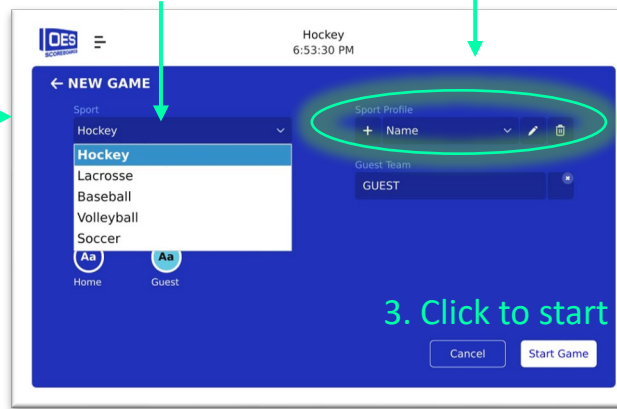 OES
SCOREBOARDS
Hockey
6:53:30 PM
← NEW GAME
Sport
Sport Profile
Hockey
+ Name
Hockey
Lacrosse
Baseball
Volleyball
Soccer
Guest Team
GUEST
Aa
Aa
Home
Guest
3. Click to start
Cancel
Start Game